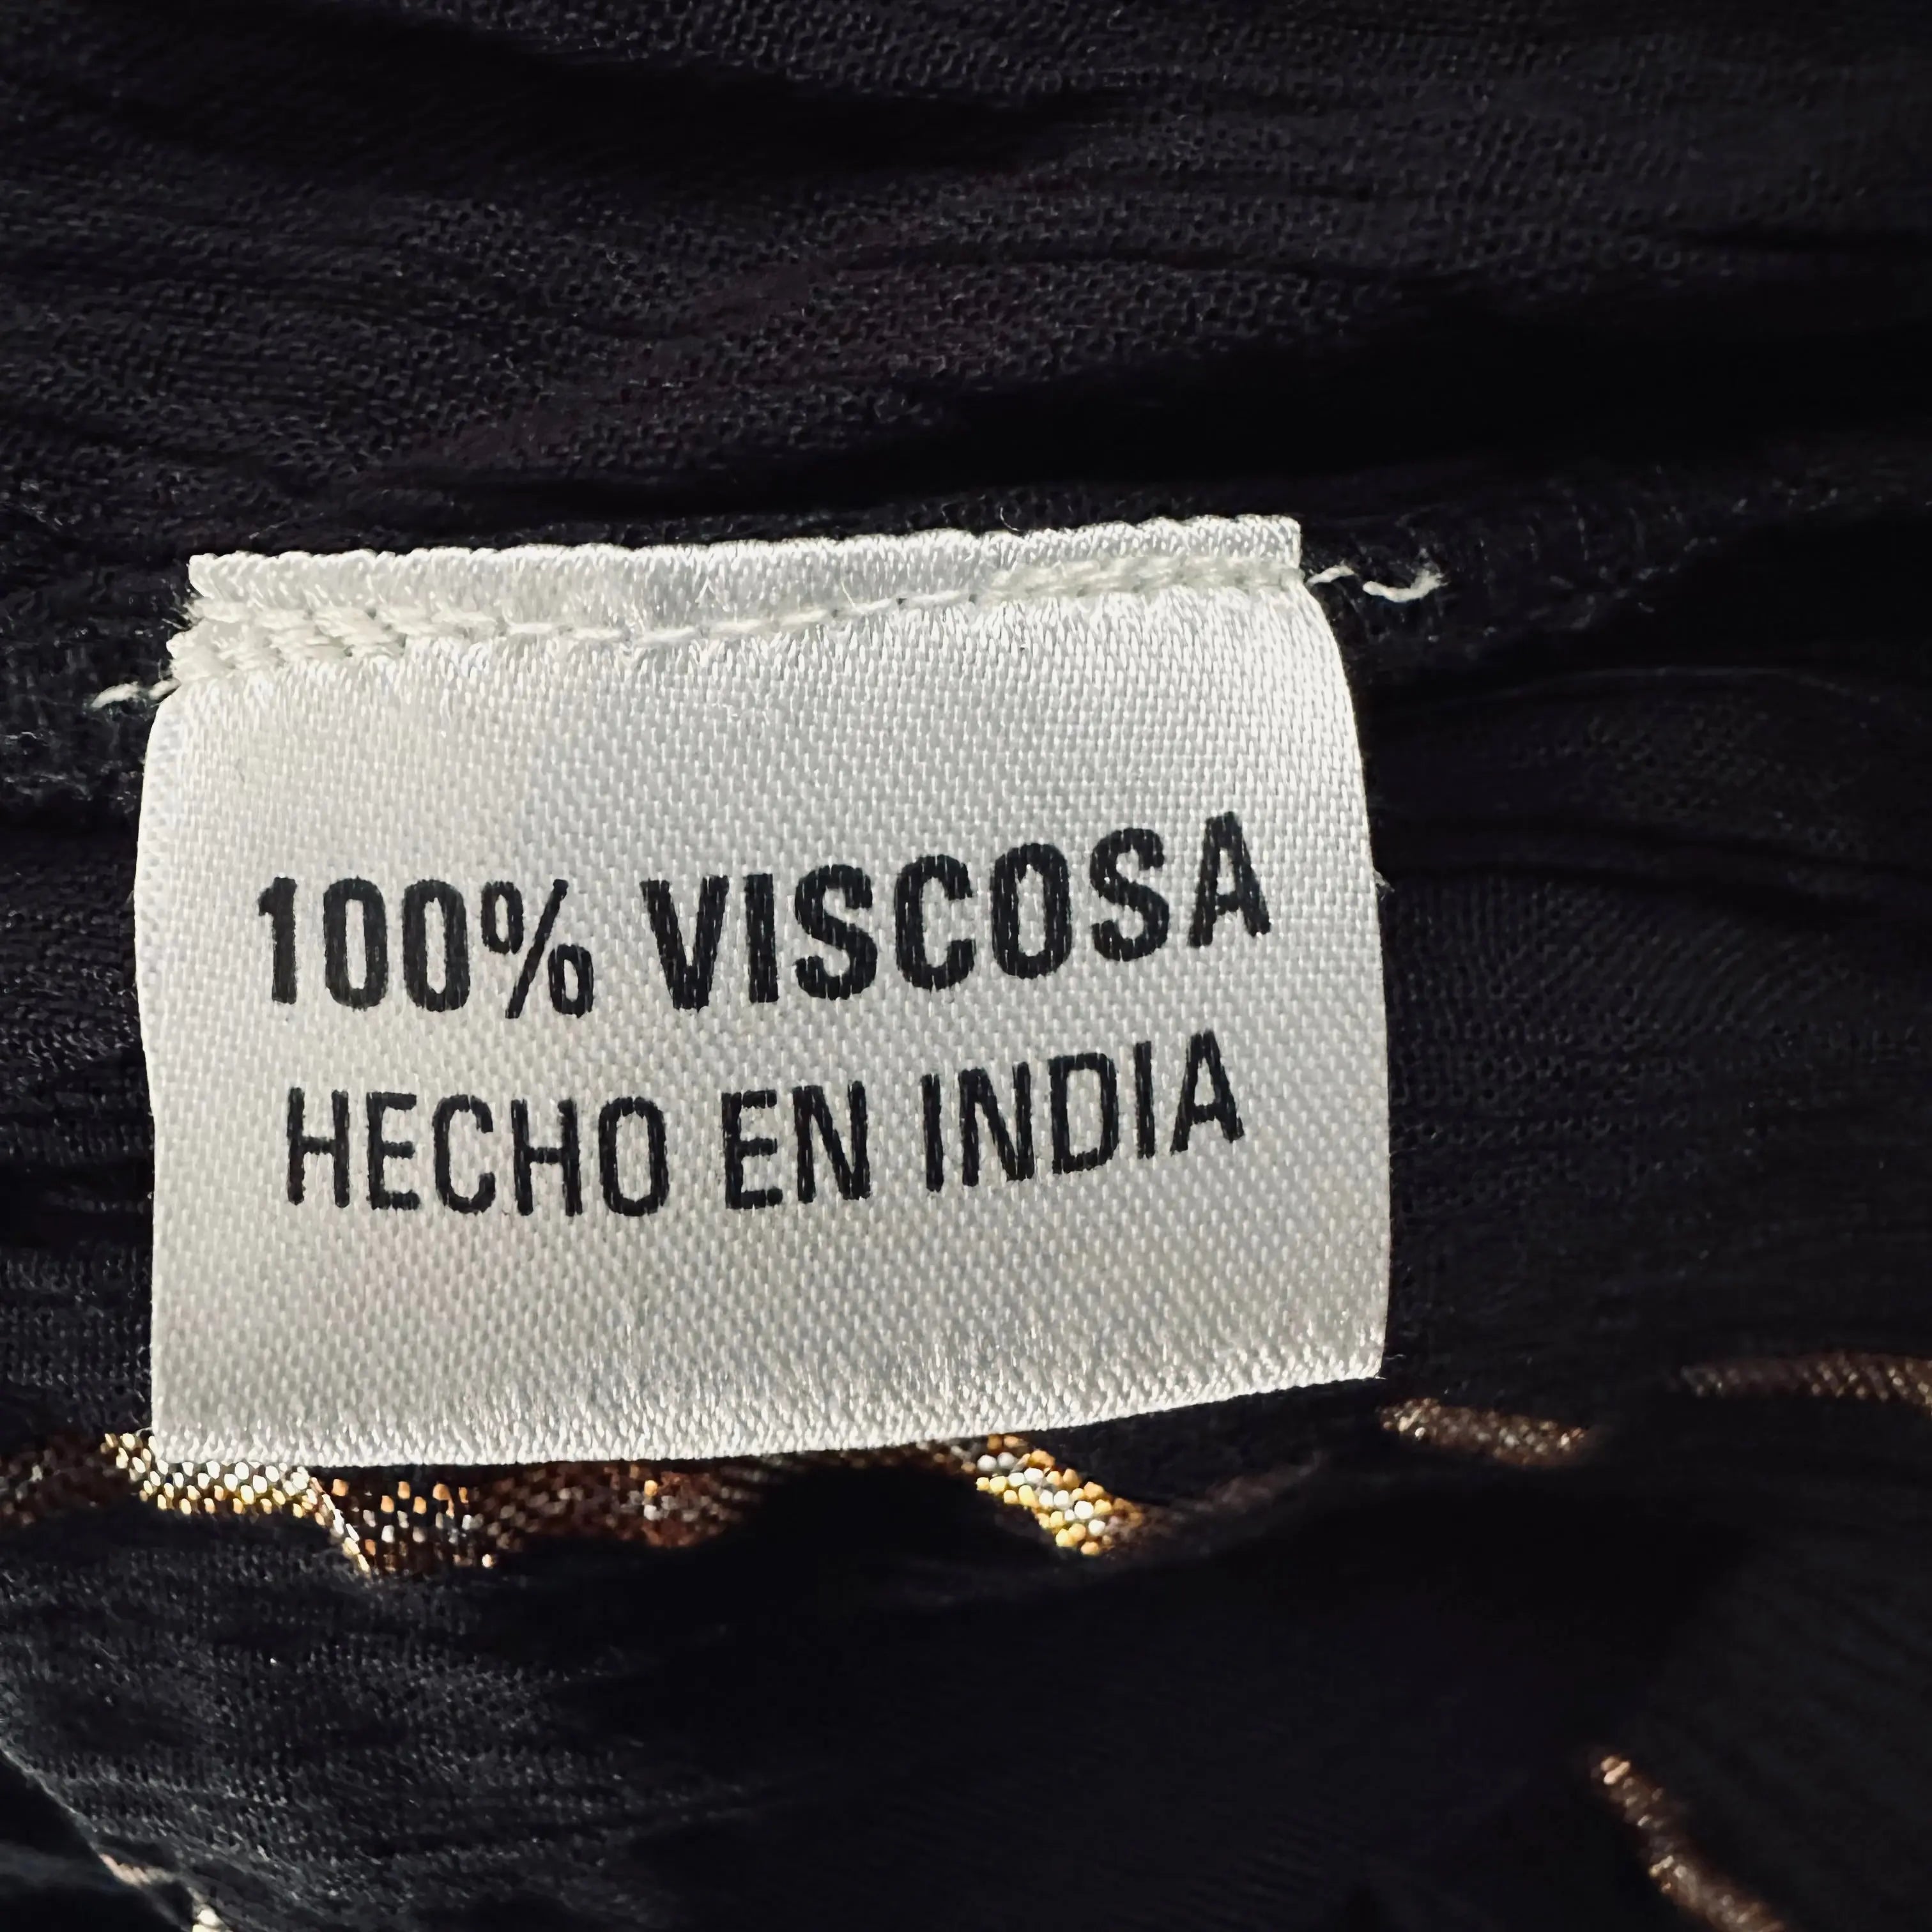 100% VISCOSA
HECHO EN INDIA